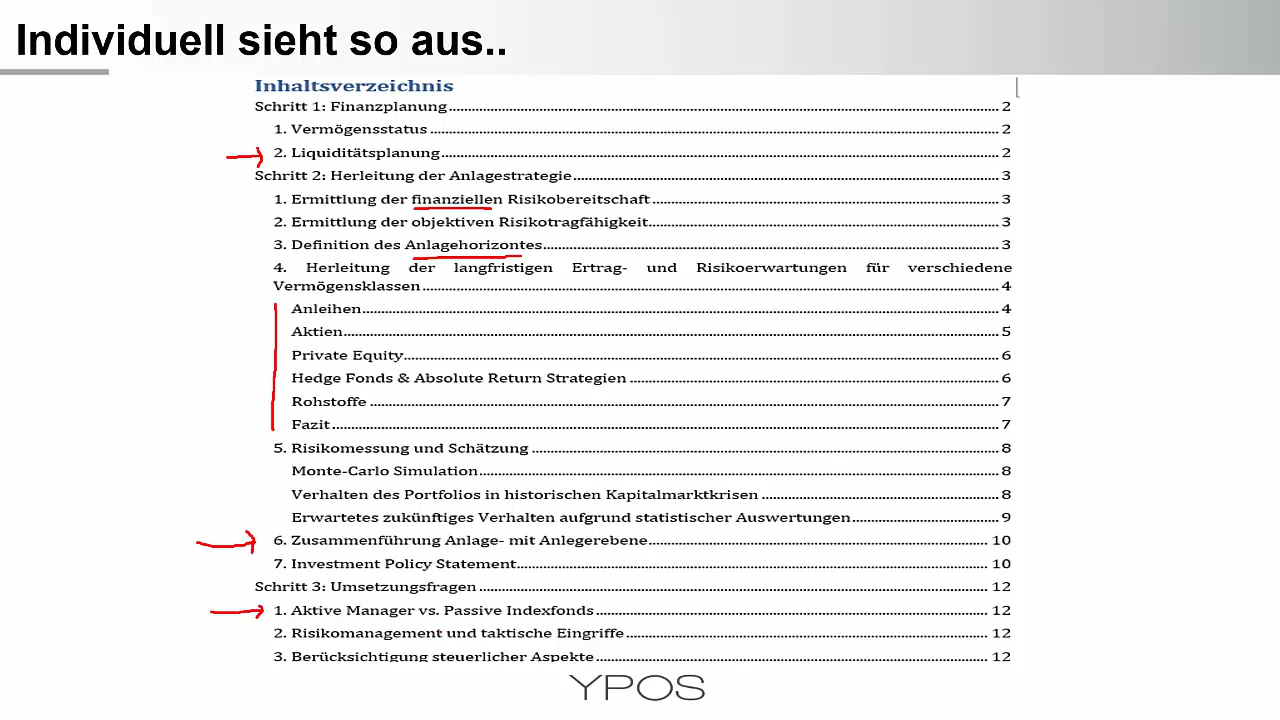 Individuell sieht so aus..
Inhaltsverzeichnis
Schritt 1: Finanzplanung 2
1. Vermögensstatus 2
2. Liquiditätsplanung 2
Schritt 2: Herleitung der Anlagestrategie 3
1. Ermittlung der finanziellen Risikobereitschaft 3
2. Ermittlung der objektiven Risikotragfähigkeit 3
3. Definition des Anlagehorizontes 3
4. Herleitung der langfristigen Ertrag- und Risikoerwartungen für verschiedene
Vermögensklassen 4
Anleihen 4
Aktien 5
Private Equity 6
Hedge Fonds & Absolute Return Strategien 6
Rohstoffe 7
Fazit 7
5. Risikomessung und Schätzung 8
Monte-Carlo Simulation 8
Verhalten des Portfolios in historischen Kapitalmarktkrisen 8
Erwartetes zukünftiges Verhalten aufgrund statistischer Auswertungen 9
6. Zusammenführung Anlage- mit Anlegerebene 10
7. Investment Policy Statement 10
Schritt 3: Umsetzungsfragen 12
1. Aktive Manager vs. Passive Indexfonds 12
2. Risikomanagement und taktische Eingriffe 12
3. Berücksichtigung steuerlicher Aspekte 12
YPOS